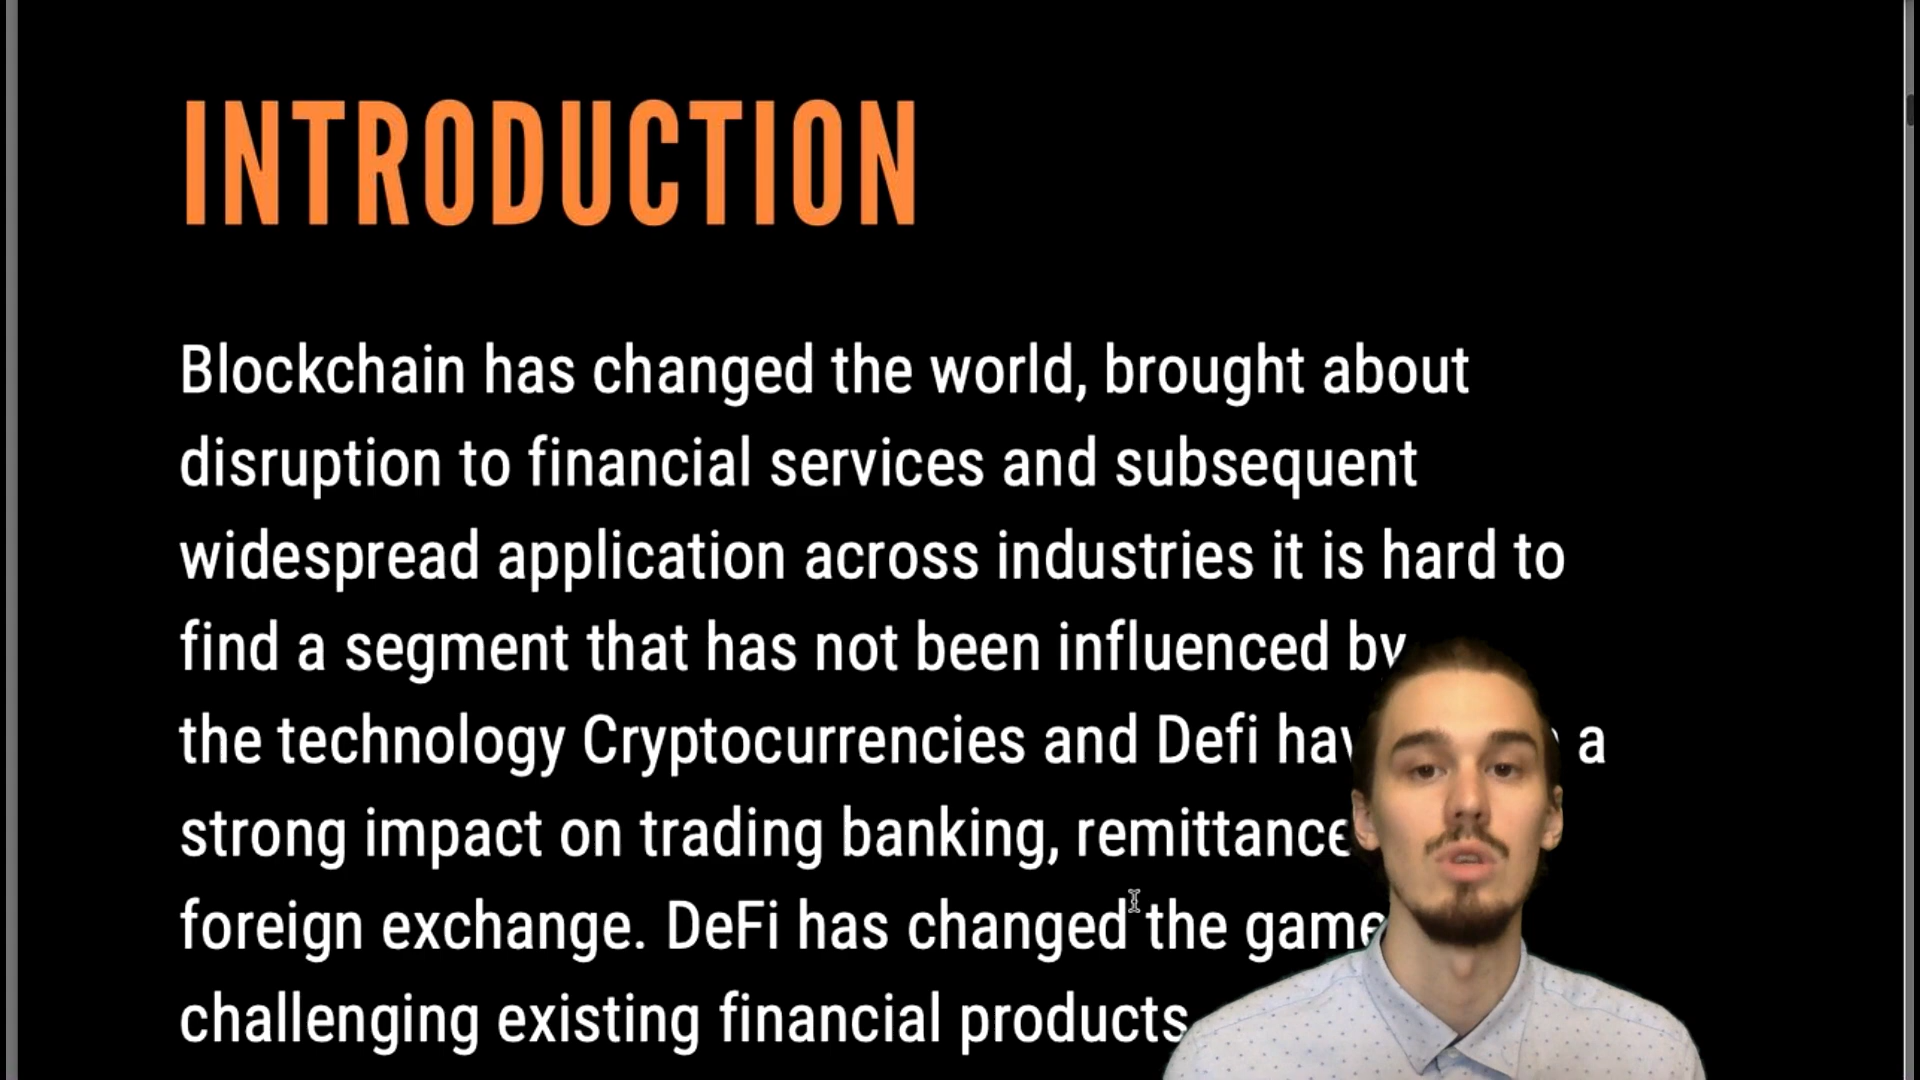 INTRODUCTION
Blockchain has changed the world, brought about
disruption to financial services and subsequent
widespread application across industries it is hard to
find a segment that has not been influenced by
the technology Cryptocurrencies and Defi a
strong impact on trading banking,
foreign exchange. DeFi has changed the game
challenging existing financial products